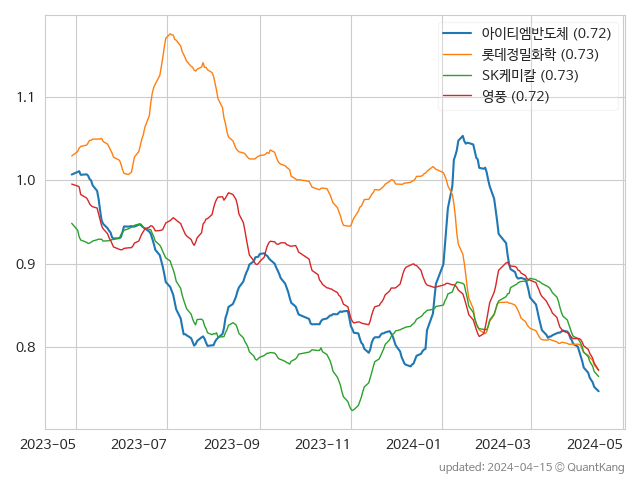 아이티엠반도체 (0.72)
롯데정밀화학 (0.73)
SK케미칼 (0.73)
영풍 (0.72)
1.1
1.0
0.9
0.8
2023-05 2023-07 2023-09 2023-11 2024-01 2024-03 2024-05
updated: 2024-04-15 © QuantKang